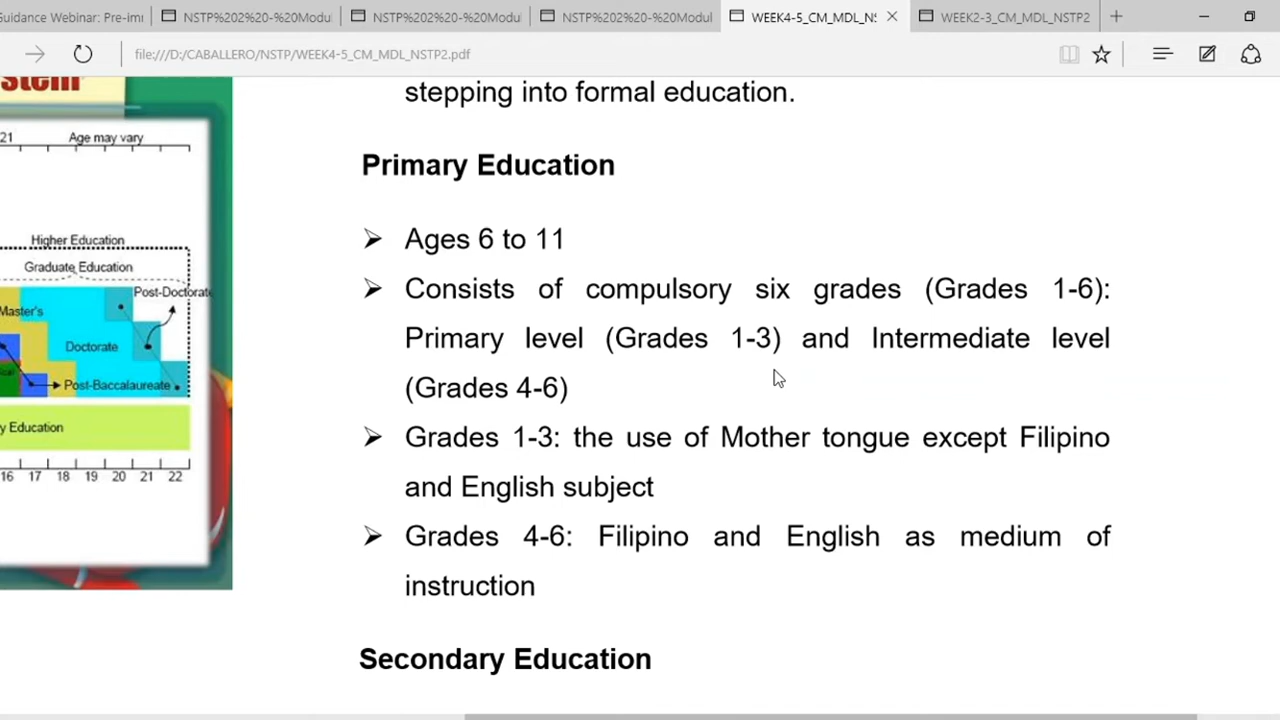 Guidance Webinar: Pre-imi
NSTP%202%20-%20Modul
NSTP%202%20-%20Modul
NSTP%202%20-%20Modul
WEEK4-5_CM_MDL_NS
WEEK2-3_CM_MDL_NSTP2
file:///D:/CABALLERO/NSTP/WEEK4-5_CM_MDL_NSTP2.pdf
stem
21 Age may vary
Higher Education
Graduate Education
Post-Doctorate
Master's
Doctorate
Post-Baccalaureate
y Education
16 17 18 19 20 21 22
stepping into formal education.
Primary Education
➢ Ages 6 to 11
➢ Consists of compulsory six grades (Grades 1-6):
Primary level (Grades 1-3) and Intermediate level
(Grades 4-6)
➢ Grades 1-3: the use of Mother tongue except Filipino
and English subject
➢ Grades 4-6: Filipino and English as medium of
instruction
Secondary Education